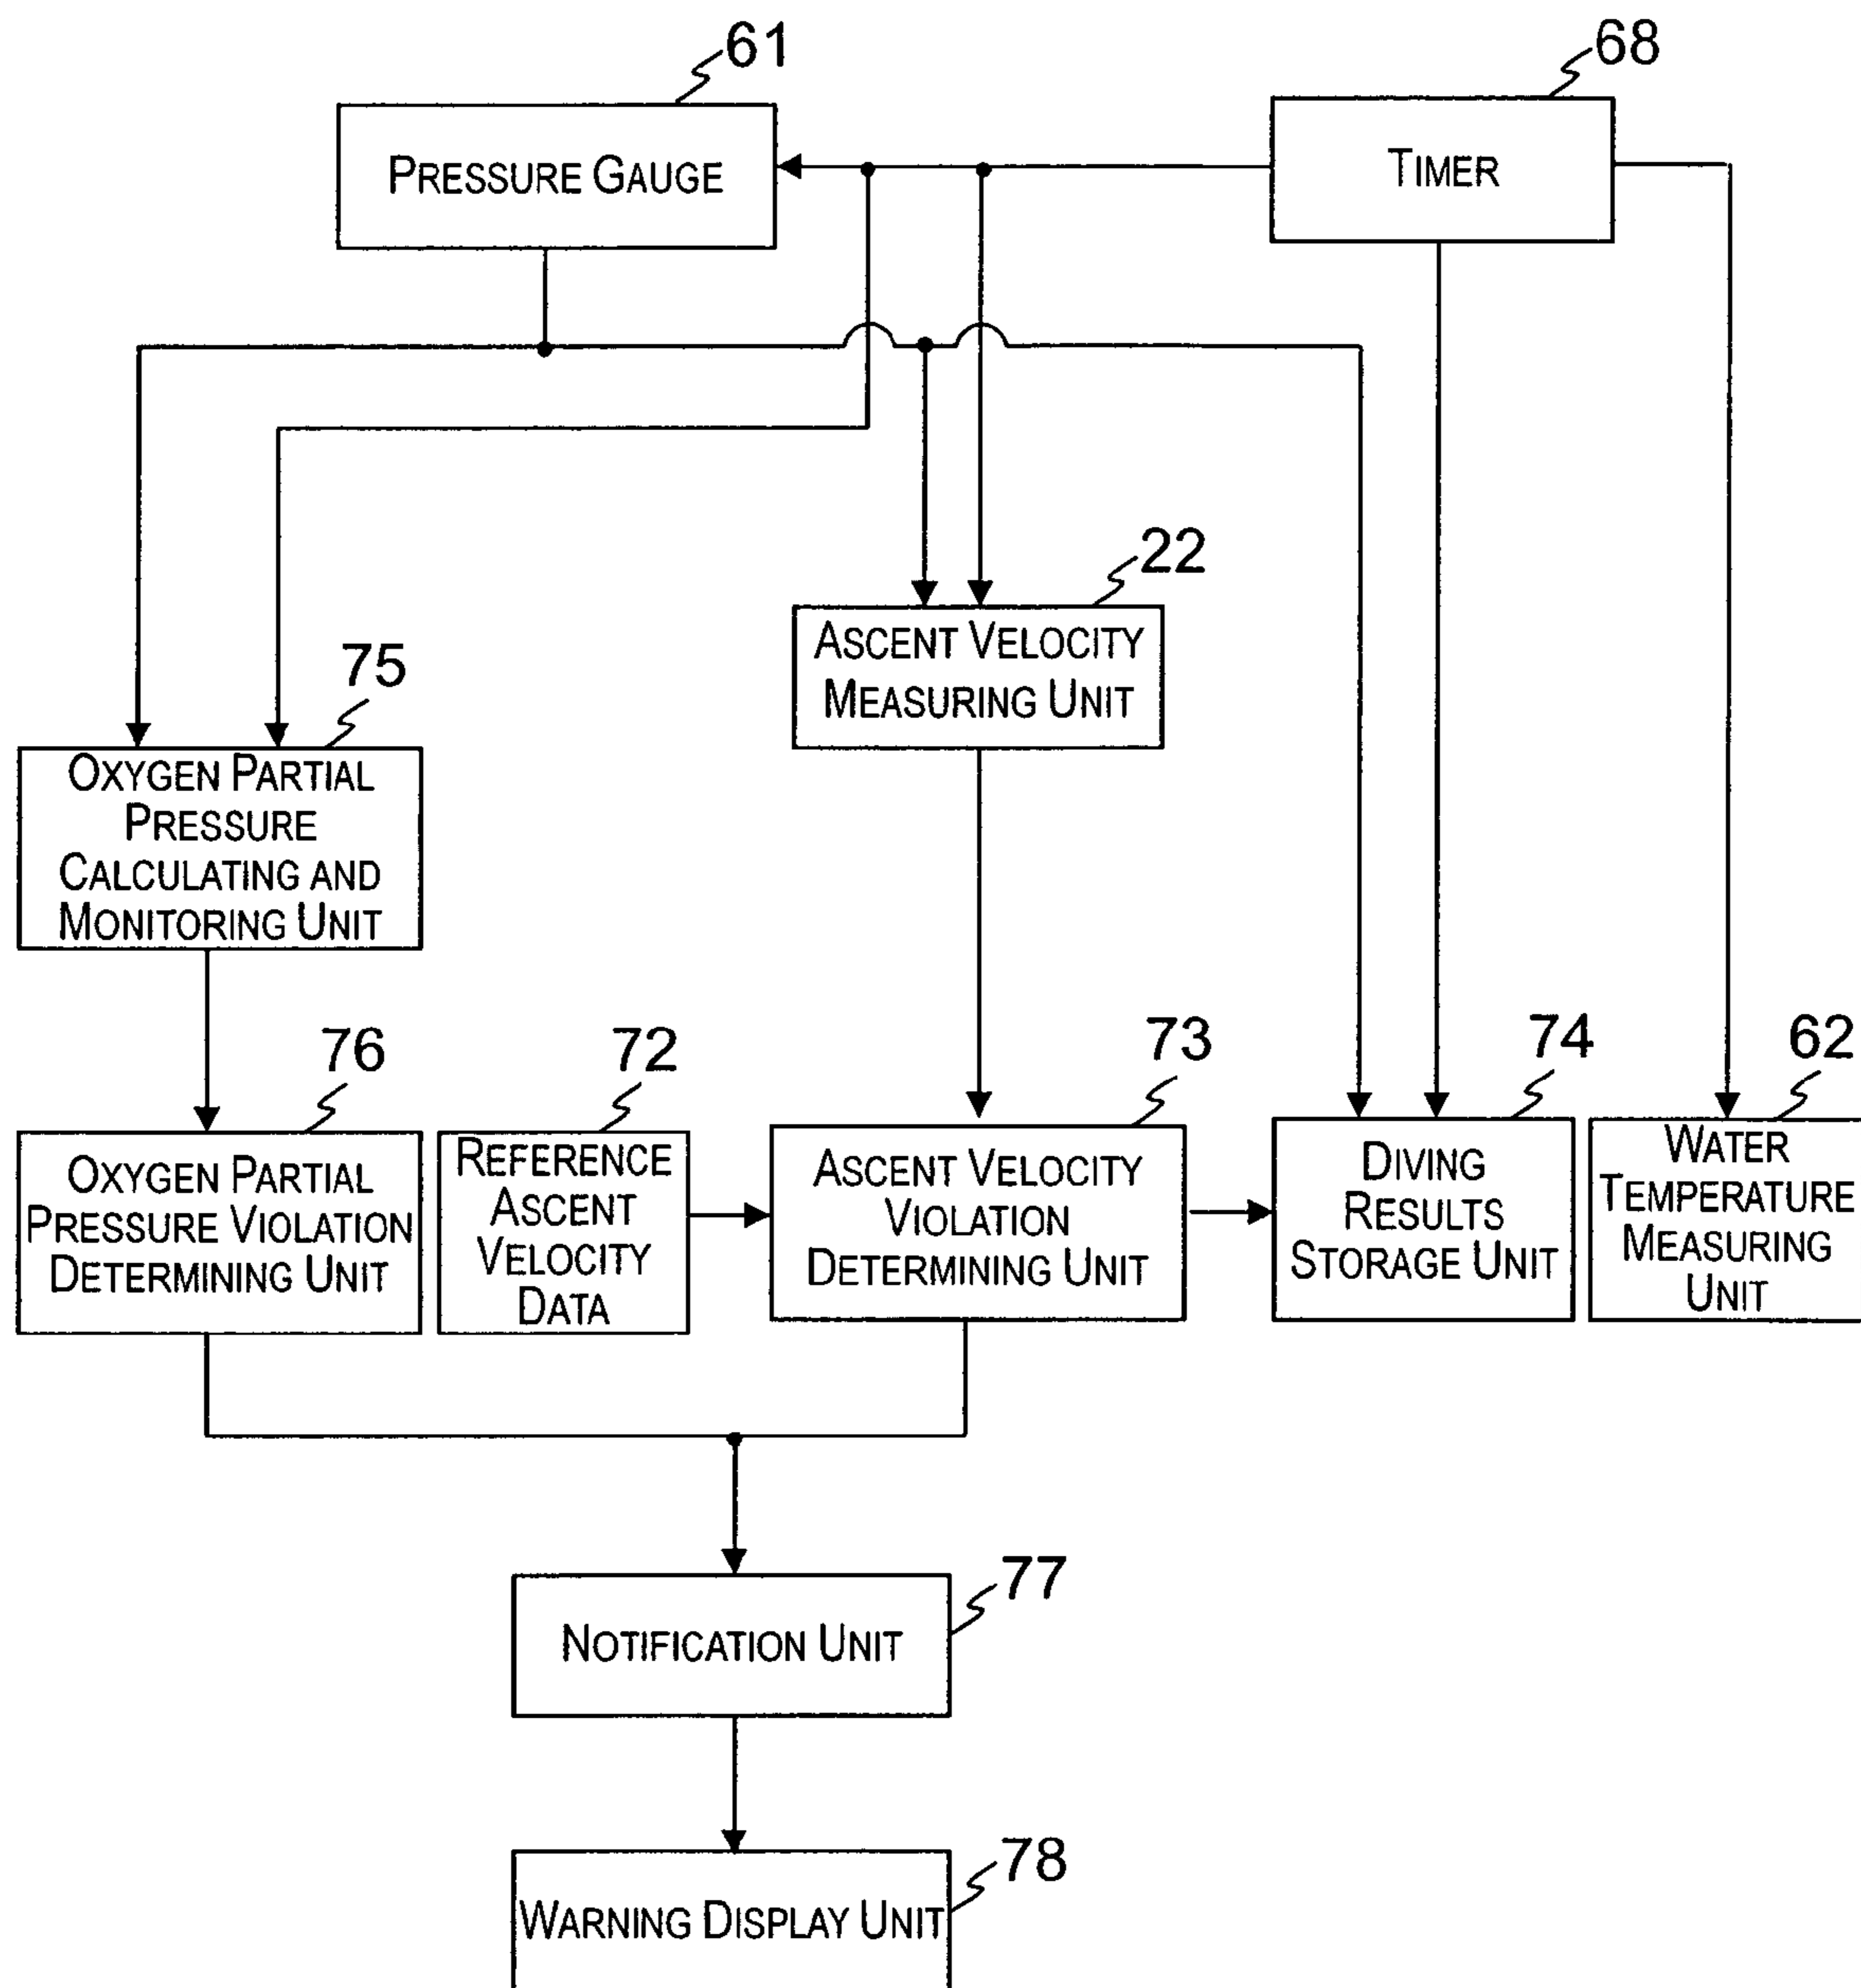 61
68
PRESSURE GAUGE
TIMER
22
ASCENT VELOCITY
MEASURING UNIT
75
OXYGEN PARTIAL
PRESSURE
CALCULATING AND
MONITORING UNIT
76
72
73
74
62
OXYGEN PARTIAL
PRESSURE VIOLATION
DETERMINING UNIT
REFERENCE
ASCENT
VELOCITY
DATA
ASCENT VELOCITY
VIOLATION
DETERMINING UNIT
DIVING
RESULTS
STORAGE UNIT
WATER
TEMPERATURE
MEASURING
UNIT
77
NOTIFICATION UNIT
78
WARNING DISPLAY UNIT